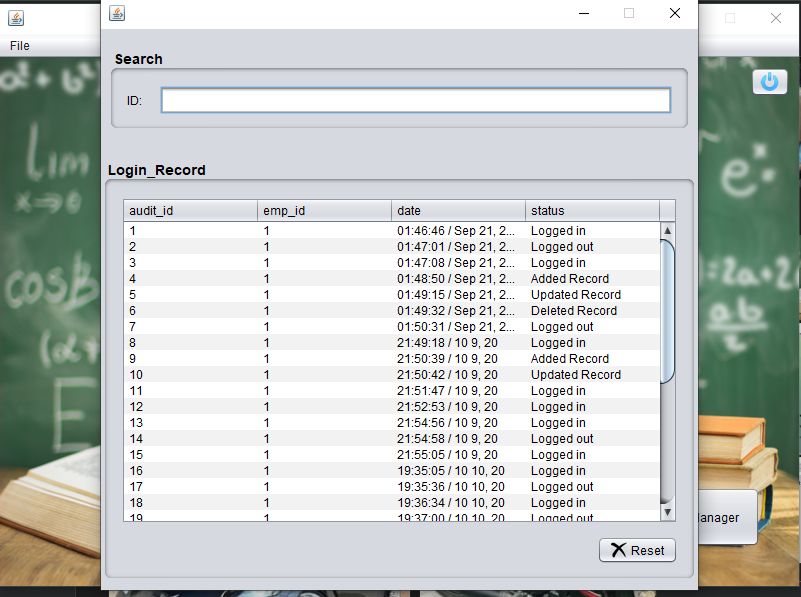 File
Search
ID:
Login_Record
audit_id emp_id date status
1 1 01:46:46 / Sep 21, 2... Logged in
2 1 01:47:01 / Sep 21, 2... Logged out
3 1 01:47:08 / Sep 21, 2... Logged in
4 1 01:48:50 / Sep 21, 2... Added Record
5 1 01:49:15 / Sep 21, 2... Updated Record
6 1 01:49:32 / Sep 21, 2... Deleted Record
7 1 01:50:31 / Sep 21, 2... Logged out
8 1 21:49:18 / 10 9, 20 Logged in
9 1 21:50:39 / 10 9, 20 Added Record
10 1 21:50:42 / 10 9, 20 Updated Record
11 1 21:51:47 / 10 9, 20 Logged in
12 1 21:52:53 / 10 9, 20 Logged in
13 1 21:54:56 / 10 9, 20 Logged in
14 1 21:54:58 / 10 9, 20 Logged out
15 1 21:55:05 / 10 9, 20 Logged in
16 1 19:35:04 / 10 10, 20 Logged in
17 1 19:35:36 / 10 10, 20 Logged out
18 1 19:36:34 / 10 10, 20 Logged in
19 1 19:37:00 / 10 10, 20 Logged out
Reset
anager
lim
x→0
cosβ
E
e^x
=2a+2
ab
2